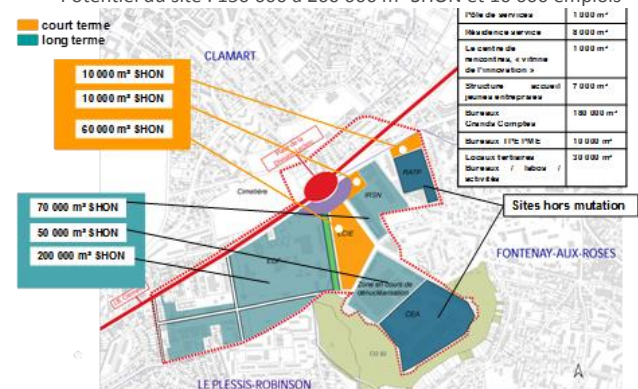 Potentiel du site : 150 000 à 200 000 m² SHON et 10 000 emplois
court terme
long terme
CLAMART
Pôle de services 1 000 m²
Résidence service 8 000 m²
Le centre de 1 000 m²
rencontres, « vitrine
de l'innovation »
Structure accueil 7 000 m²
jeunes entreprises
Bureaux 180 000 m²
Grands Comptes
Bureaux TPE PME 10 000 m²
Locaux tertiaires 30 000 m²
Bureaux / labos /
activités
10 000 m² SHON
10 000 m² SHON
60 000 m² SHON
Cimetière
RATP
IRSN
LCIE
70 000 m² SHON
50 000 m² SHON
200 000 m² SHON
Sites hors mutation
EDF
FONTENAY-AUX-ROSES
Zone en cours de
dénucléarisation
CEA
LE PLESSIS-ROBINSON